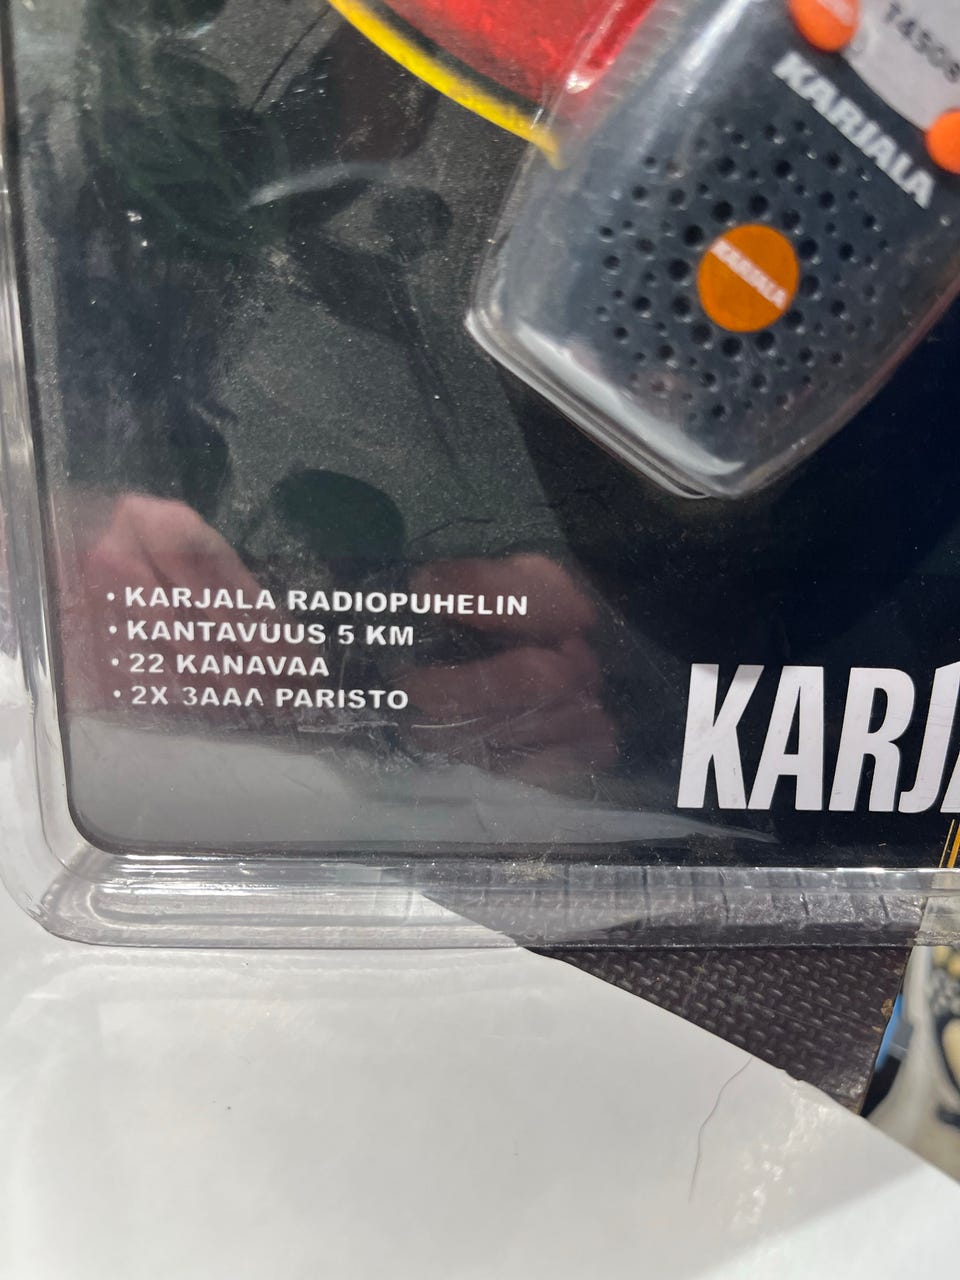 KARJALA
KARJALA
• KARJALA RADIOPUHELIN
• KANTAVUUS 5 KM
• 22 KANAVAA
• 2X 3AAA PARISTO
KARJ